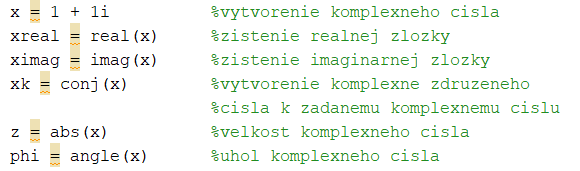 x = 1 + 1i %vytvorenie komplexneho cisla
xreal = real(x) %zistenie realnej zlozky
ximag = imag(x) %zistenie imaginarnej zlozky
xk = conj(x) %vytvorenie komplexne zdruzeneho
%cisla k zadanemu komplexnemu cislu
z = abs(x) %velkost komplexneho cisla
phi = angle(x) %uhol komplexneho cisla